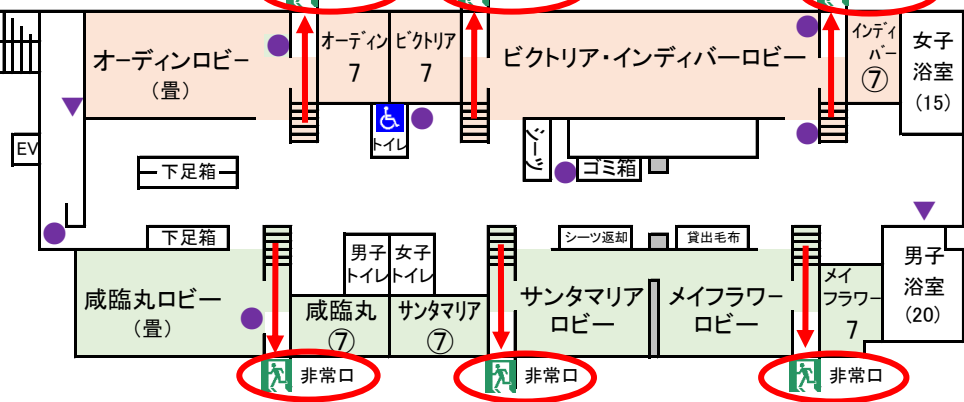 オーディンロビー
(畳)
オーディン
7
ビクトリア
7
ビクトリア・インディバーロビー
インディ
バー
⑦
女子
浴室
(15)
EV
トイレ
シーツ
ゴミ箱
下足箱
下足箱
男子
トイレ
女子
トイレ
シーツ返却
貸出毛布
咸臨丸ロビー
(畳)
咸臨丸
⑦
サンタマリア
⑦
サンタマリア
ロビー
メイフラワー
ロビー
メイ
フラワー
7
男子
浴室
(20)
非常口
非常口
非常口